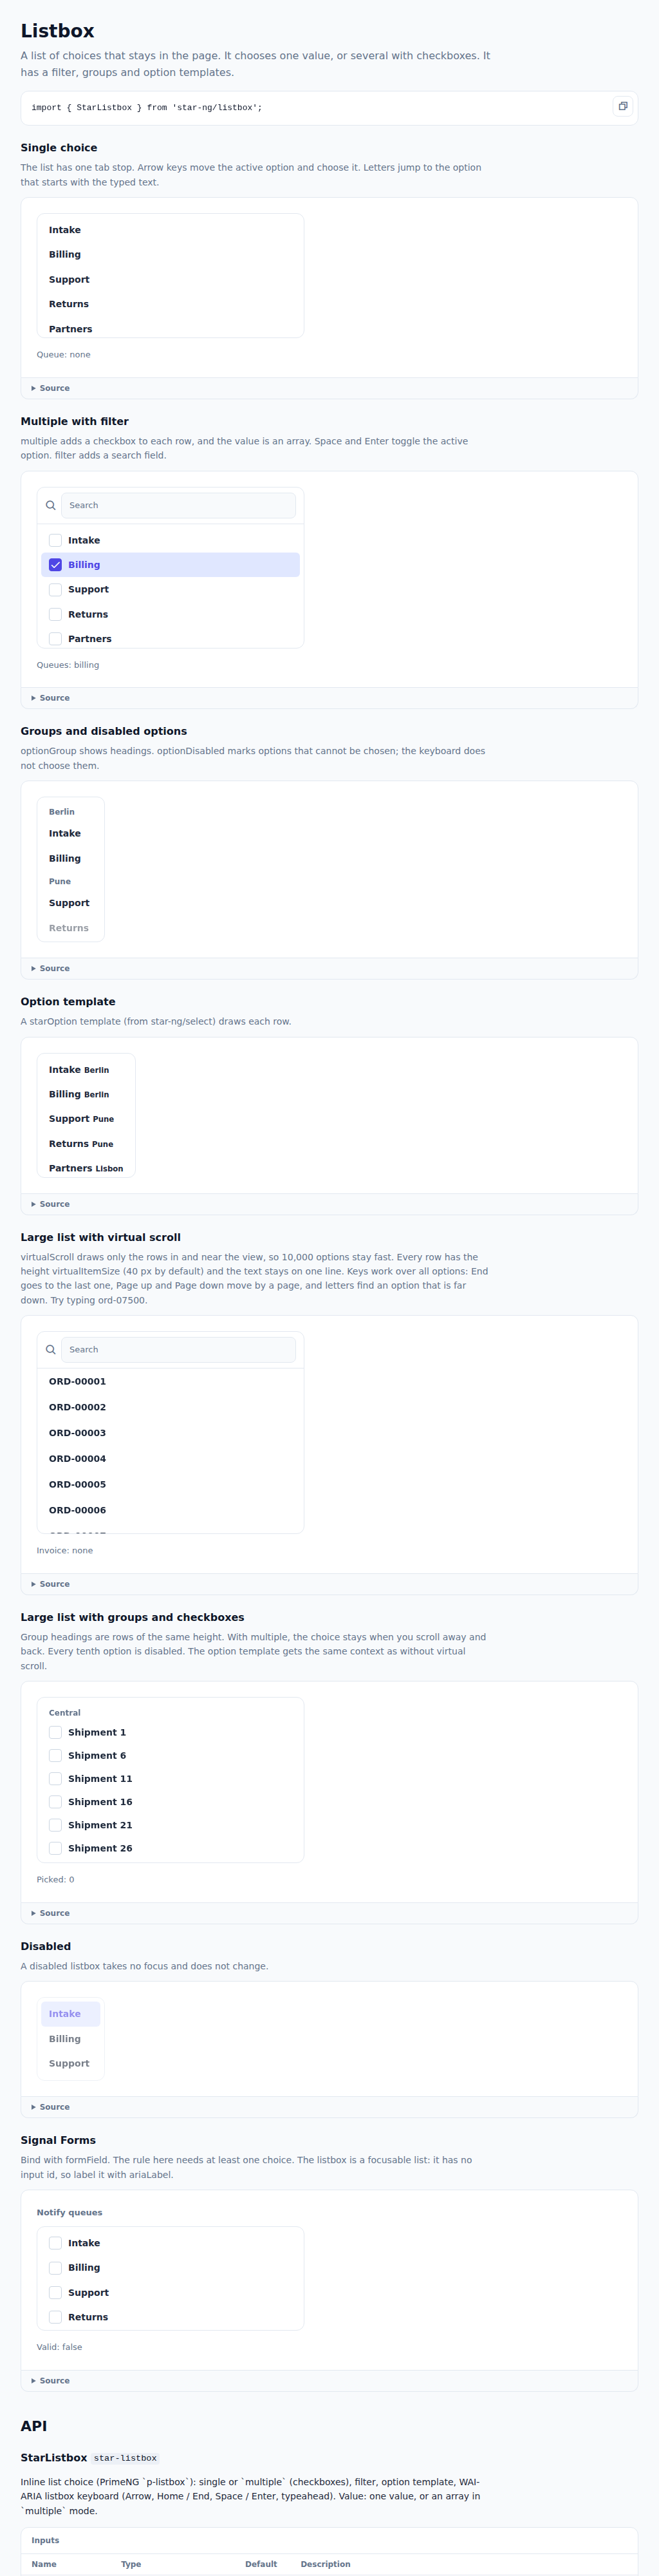 Listbox
A list of choices that stays in the page. It chooses one value, or several with checkboxes. It
has a filter, groups and option templates.
import { StarListbox } from 'star-ng/listbox';
Single choice
The list has one tab stop. Arrow keys move the active option and choose it. Letters jump to the option
that starts with the typed text.
Intake
Billing
Support
Returns
Partners
Queue: none
Source
Multiple with filter
multiple adds a checkbox to each row, and the value is an array. Space and Enter toggle the active
option. filter adds a search field.
Search
Intake
Billing
Support
Returns
Partners
Queues: billing
Source
Groups and disabled options
optionGroup shows headings. optionDisabled marks options that cannot be chosen; the keyboard does
not choose them.
Berlin
Intake
Billing
Pune
Support
Returns
Source
Option template
A starOption template (from star-ng/select) draws each row.
Intake Berlin
Billing Berlin
Support Pune
Returns Pune
Partners Lisbon
Source
Large list with virtual scroll
virtualScroll draws only the rows in and near the view, so 10,000 options stay fast. Every row has the
height virtualItemSize (40 px by default) and the text stays on one line. Keys work over all options: End
goes to the last one, Page up and Page down move by a page, and letters find an option that is far
down. Try typing ord-07500.
Search
ORD-00001
ORD-00002
ORD-00003
ORD-00004
ORD-00005
ORD-00006
Invoice: none
Source
Large list with groups and checkboxes
Group headings are rows of the same height. With multiple, the choice stays when you scroll away and
back. Every tenth option is disabled. The option template gets the same context as without virtual
scroll.
Central
Shipment 1
Shipment 6
Shipment 11
Shipment 16
Shipment 21
Shipment 26
Picked: 0
Source
Disabled
A disabled listbox takes no focus and does not change.
Intake
Billing
Support
Source
Signal Forms
Bind with formField. The rule here needs at least one choice. The listbox is a focusable list: it has no
input id, so label it with ariaLabel.
Notify queues
Intake
Billing
Support
Returns
Valid: false
Source
API
StarListbox star-listbox
Inline list choice (PrimeNG `p-listbox`): single or `multiple` (checkboxes), filter, option template, WAI-
ARIA listbox keyboard (Arrow, Home / End, Space / Enter, typeahead). Value: one value, or an array in
`multiple` mode.
Inputs
Name Type Default Description